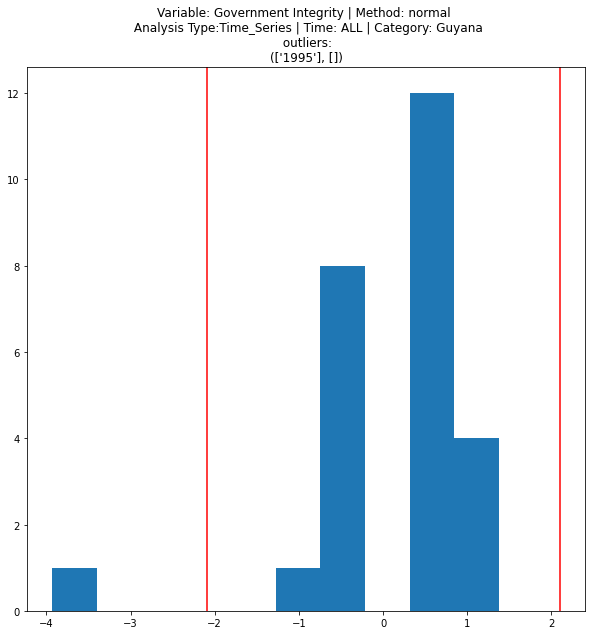 Variable: Government Integrity | Method: normal
Analysis Type:Time_Series | Time: ALL | Category: Guyana
outliers:
(['1995'], [])
12
10
8
6
4
2
0
−4 −3 −2 −1 0 1 2